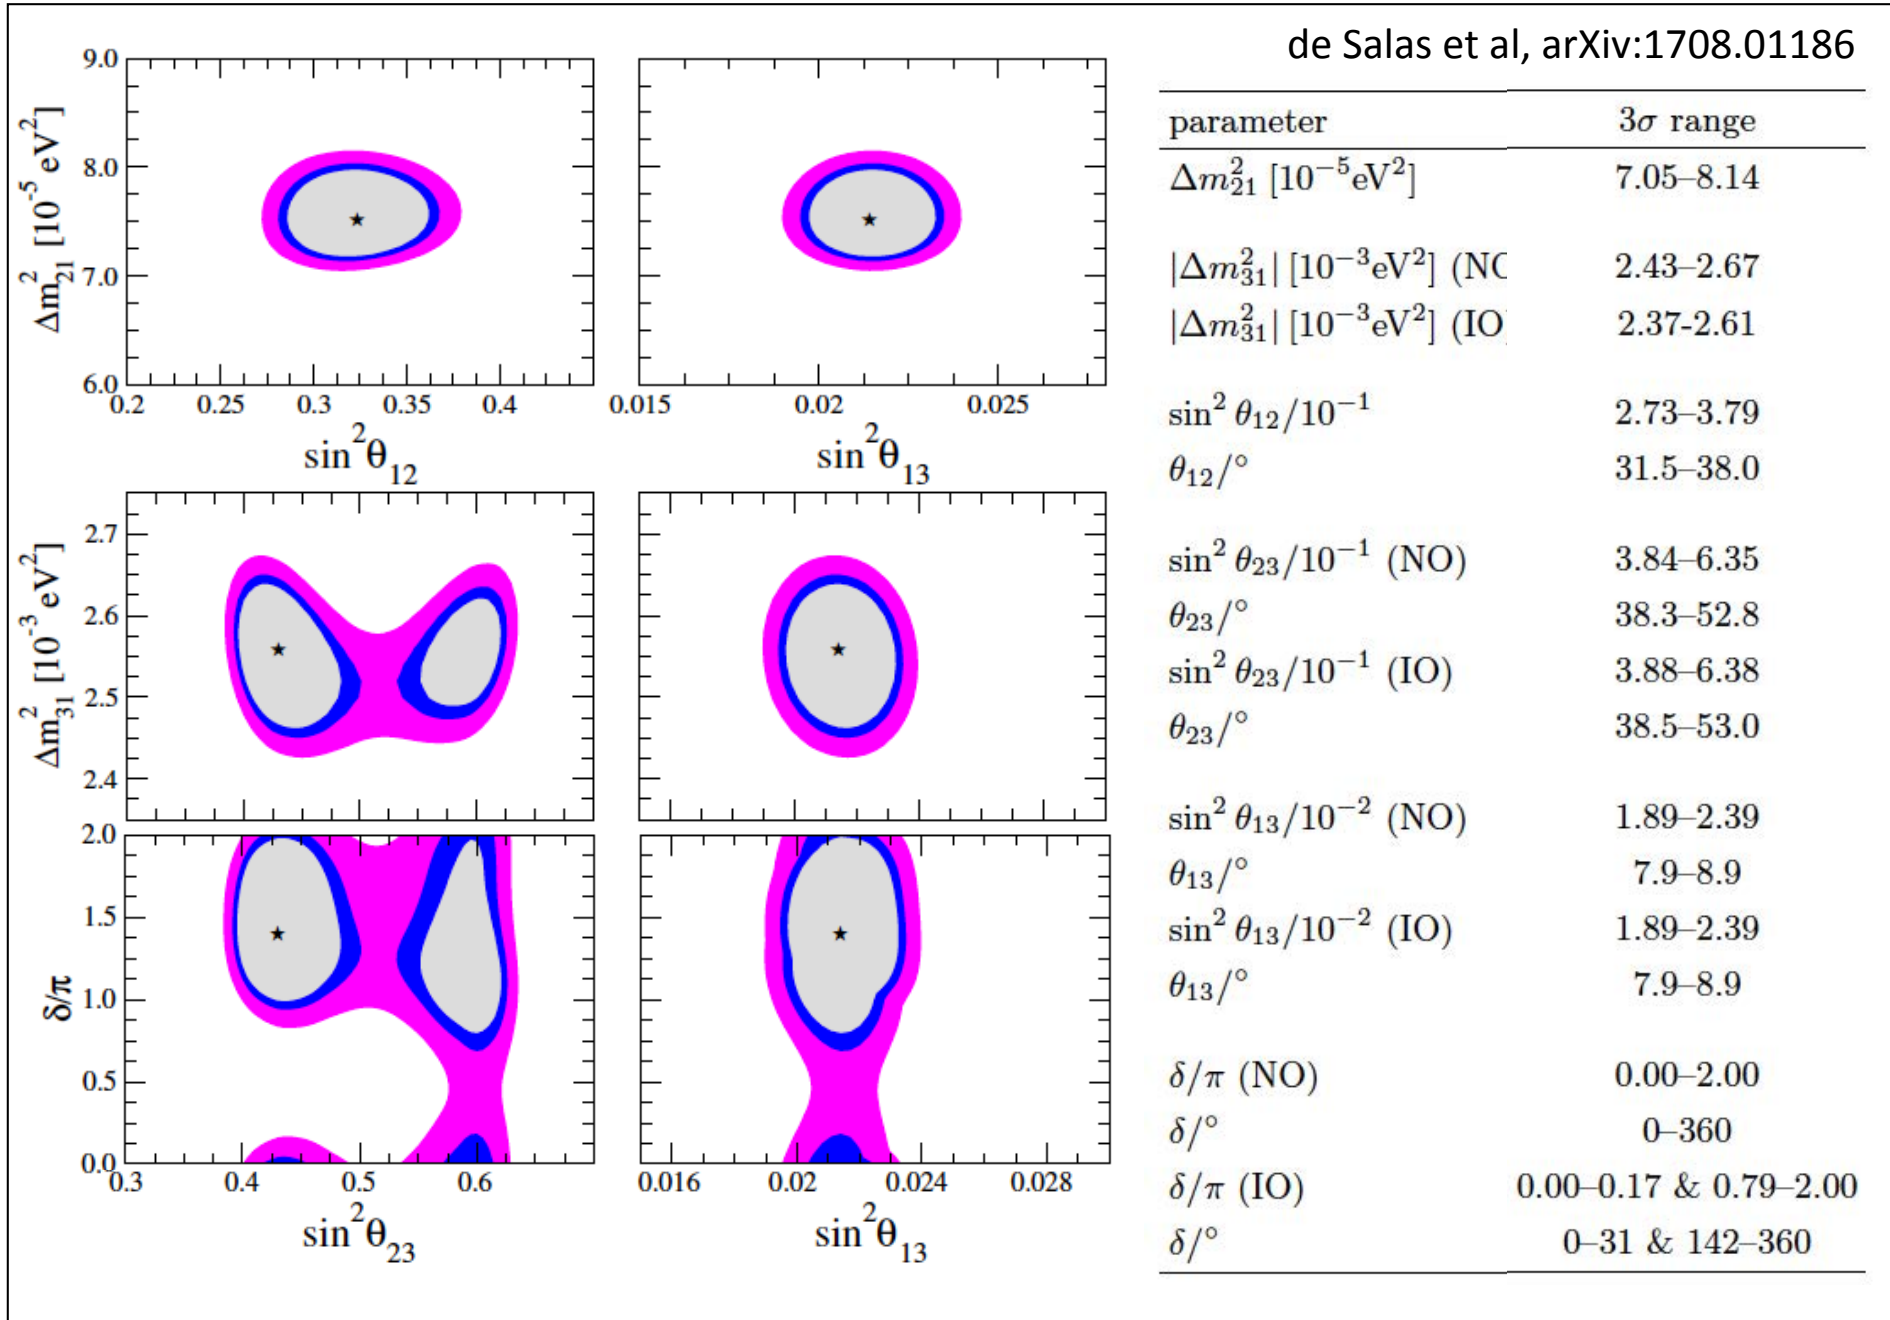 de Salas et al, arXiv:1708.01186
9.0
8.0
7.0
6.0
Δm²₂₁ [10⁻⁵ eV²]
0.2 0.25 0.3 0.35 0.4
sin²θ₁₂
0.015 0.02 0.025
sin²θ₁₃
2.7
2.6
2.5
2.4
Δm²₃₁ [10⁻³ eV²]
2.0
1.5
1.0
0.5
0.0
δ/π
0.3 0.4 0.5 0.6
sin²θ₂₃
0.016 0.02 0.024 0.028
sin²θ₁₃
parameter 3σ range
Δm²₂₁ [10⁻⁵eV²] 7.05–8.14
|Δm²₃₁| [10⁻³eV²] (NO 2.43–2.67
|Δm²₃₁| [10⁻³eV²] (IO) 2.37-2.61
sin² θ₁₂/10⁻¹ 2.73–3.79
θ₁₂/° 31.5–38.0
sin² θ₂₃/10⁻¹ (NO) 3.84–6.35
θ₂₃/° 38.3–52.8
sin² θ₂₃/10⁻¹ (IO) 3.88–6.38
θ₂₃/° 38.5–53.0
sin² θ₁₃/10⁻² (NO) 1.89–2.39
θ₁₃/° 7.9–8.9
sin² θ₁₃/10⁻² (IO) 1.89–2.39
θ₁₃/° 7.9–8.9
δ/π (NO) 0.00–2.00
δ/° 0–360
δ/π (IO) 0.00–0.17 & 0.79–2.00
δ/° 0–31 & 142–360